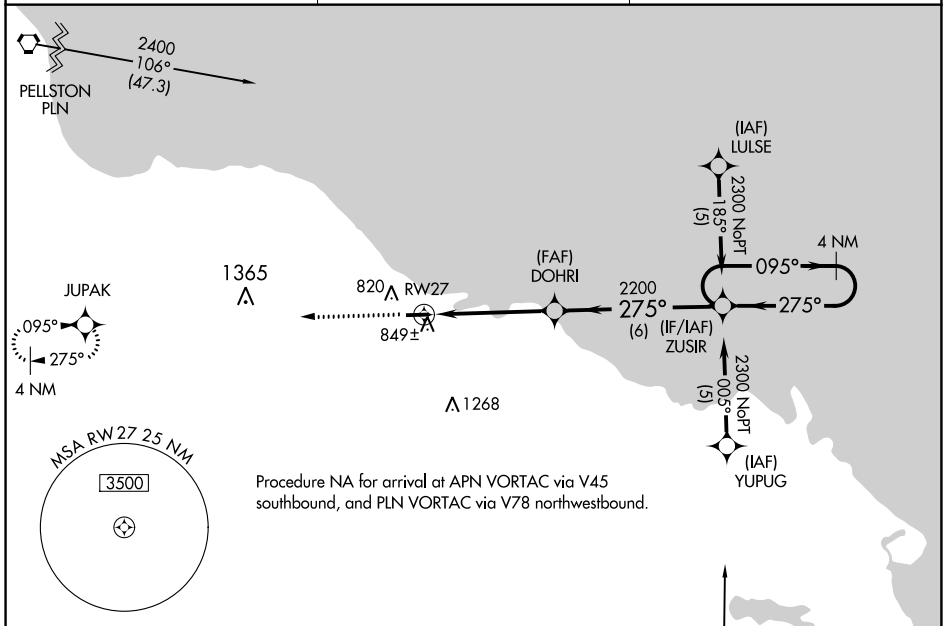 2400
106°
(47.3)
PELLSTON
PLN
(IAF)
LULSE
2300 NoPT
185°
(5)
4 NM
095°
(FAF)
DOHRI
1365
820
RW27
JUPAK
2200
275°
(6)
275°
(IF/IAF)
ZUSIR
095°
275°
4 NM
849±
2300 NoPT
005°
(5)
1268
(IAF)
YUPUG
MSA RW27 25 NM
3500
Procedure NA for arrival at APN VORTAC via V45
southbound, and PLN VORTAC via V78 northwestbound.